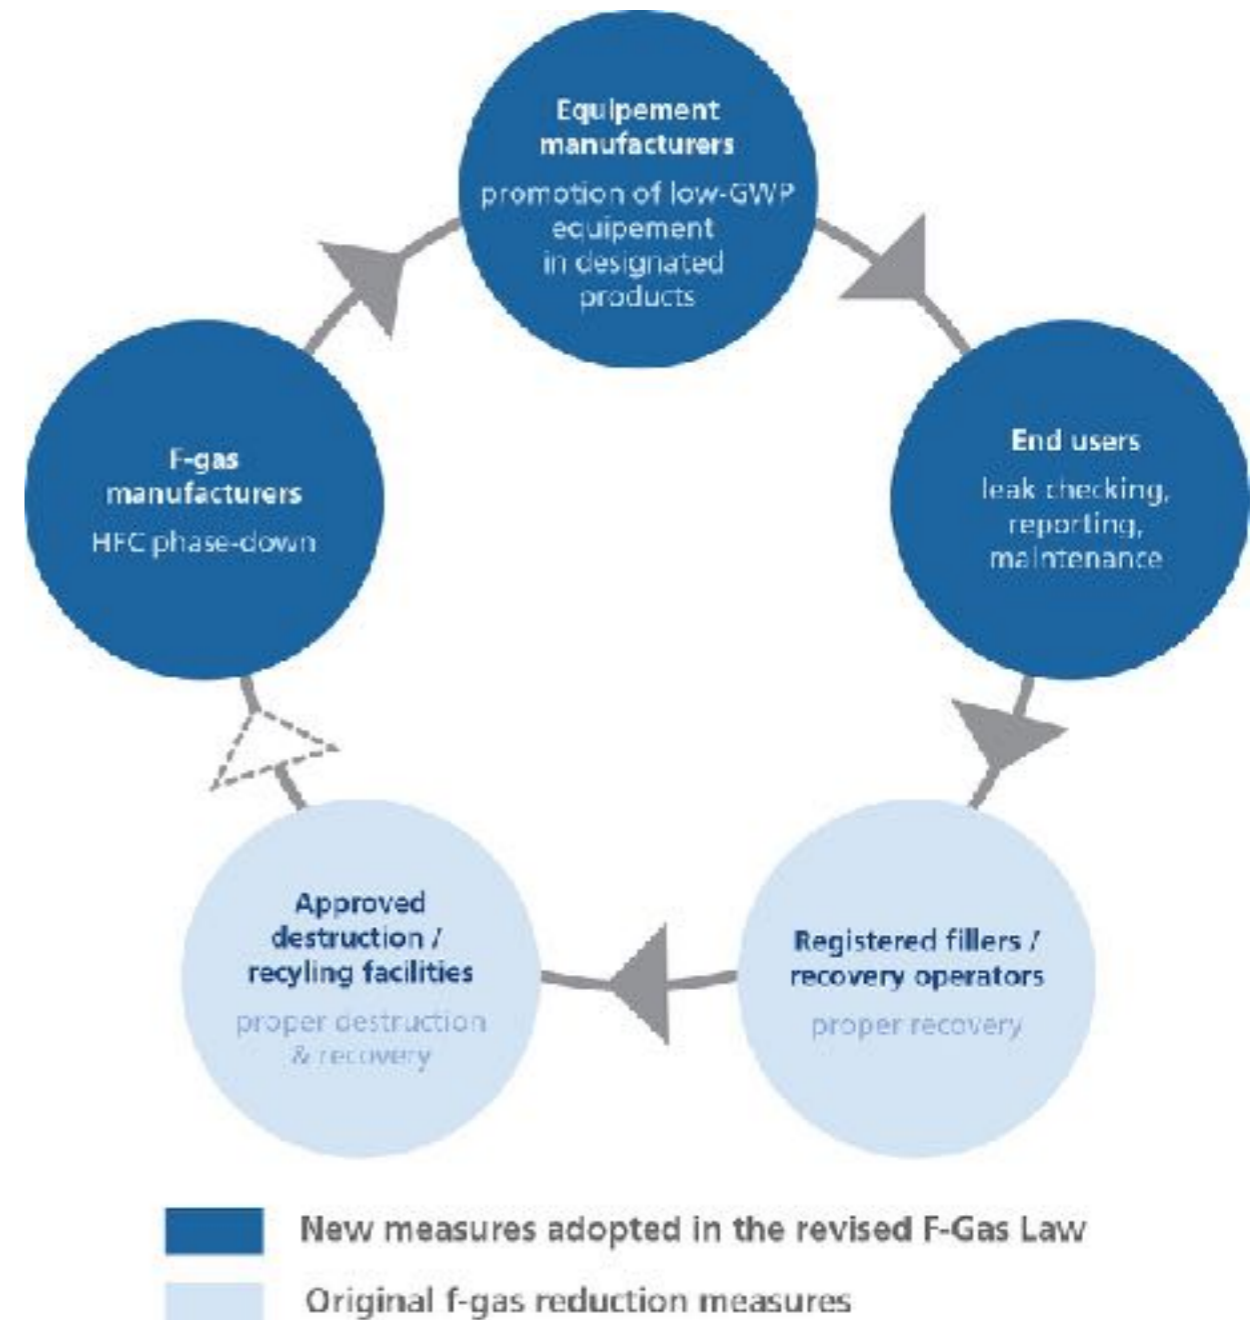 Equipement
manufacturers
promotion of low-GWP
equipement
in designated
products
F-gas
manufacturers
HFC phase-down
End users
leak checking,
reporting,
maintenance
Approved
destruction /
recyling facilities
proper destruction
& recovery
Registered fillers /
recovery operators
proper recovery
New measures adopted in the revised F-Gas Law
Original f-gas reduction measures